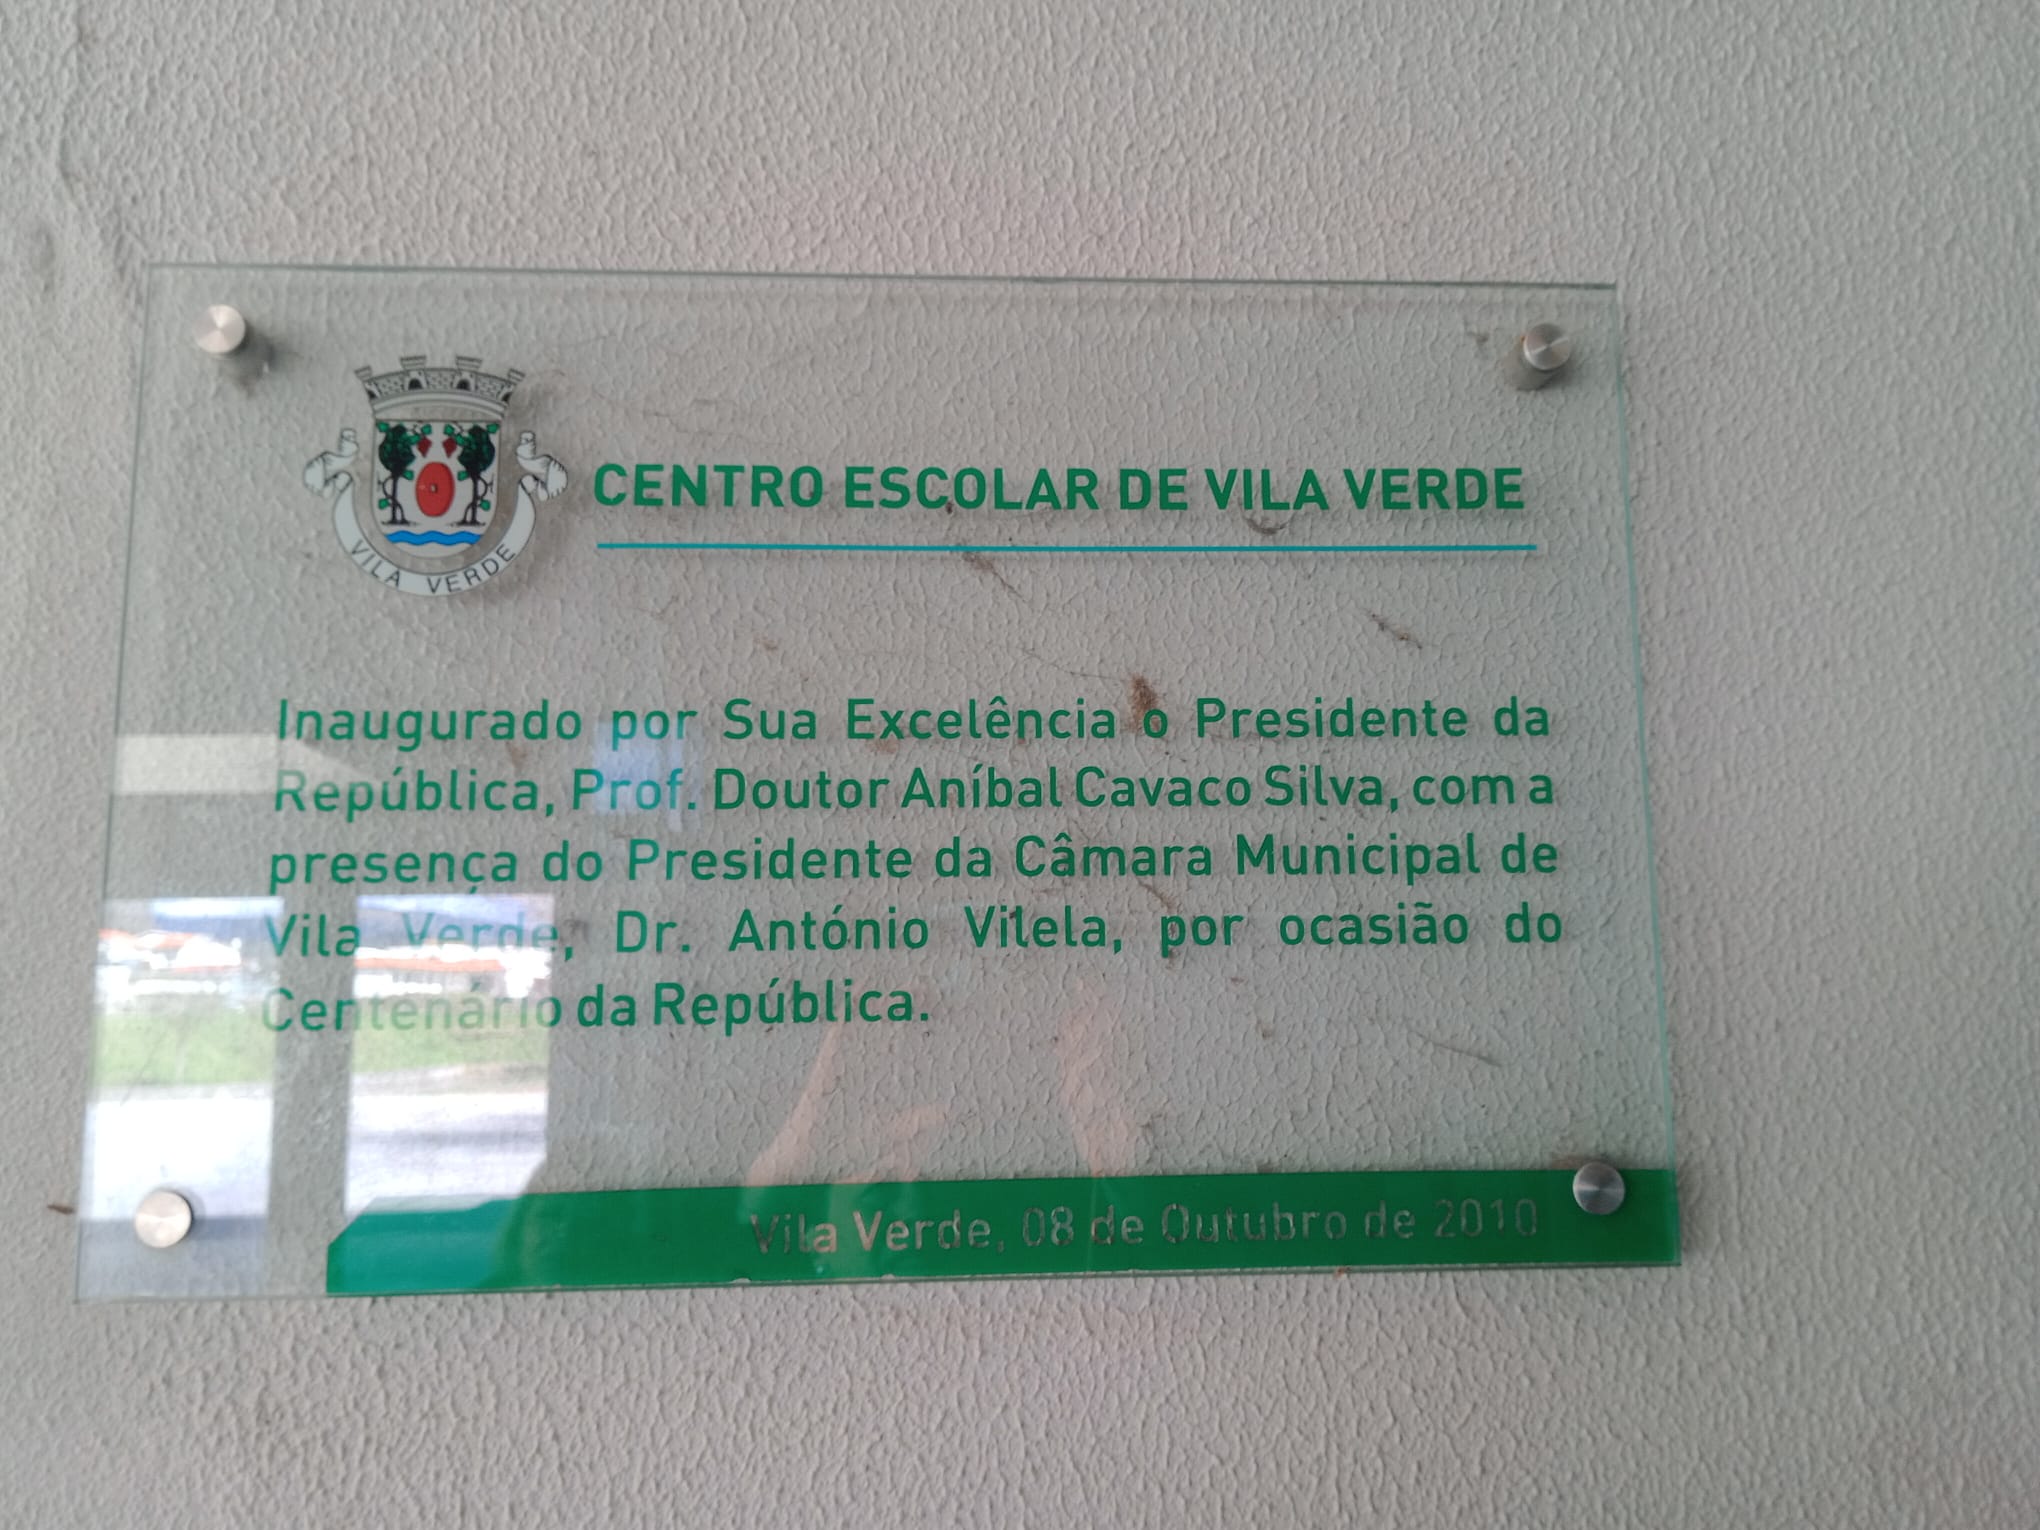 CENTRO ESCOLAR DE VILA VERDE
VILA VERDE
Inaugurado por Sua Excelência o Presidente da
República, Prof. Doutor Aníbal Cavaco Silva, com a
presença do Presidente da Câmara Municipal de
Vila Verde, Dr. António Vilela, por ocasião do
Centenário da República.
Vila Verde, 08 de Outubro de 2010